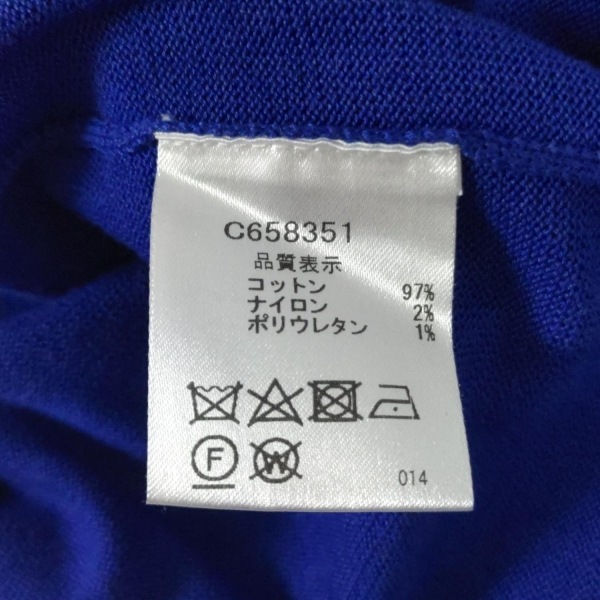 C658351
品質表示
コットン 97%
ナイロン 2%
ポリウレタン 1%
F W
014